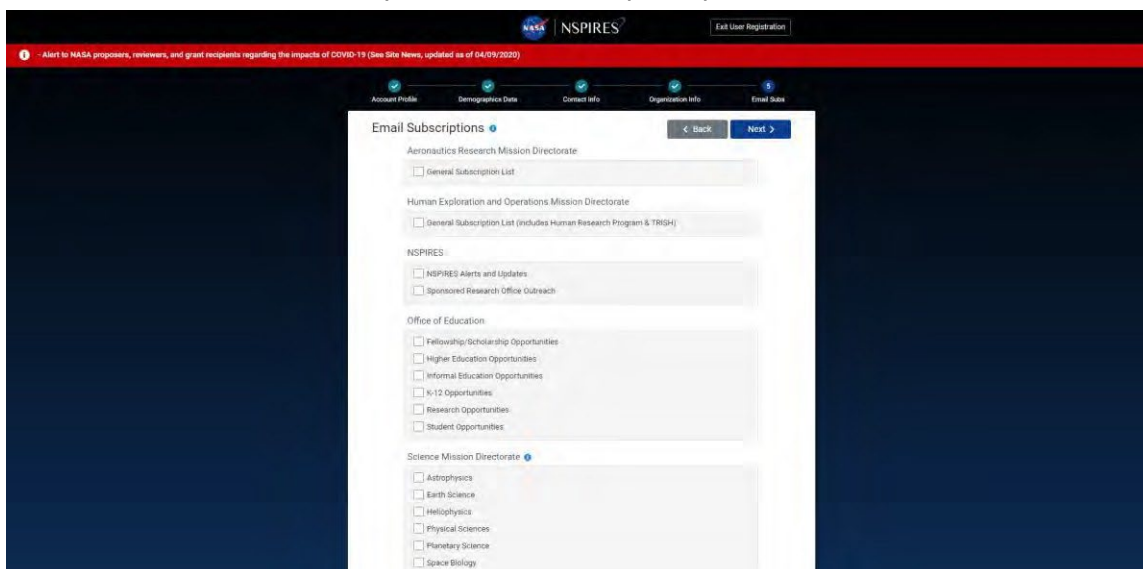 NASA NSPIRES Exit User Registration
- Alert to NASA proposers, reviewers, and grant recipients regarding the impacts of COVID-19 (See Site News, updated as of 04/09/2020)
5
Account Profile Demographics Data Contact Info Organization Info Email Subs
Email Subscriptions < Back Next >
Aeronautics Research Mission Directorate
General Subscription List
Human Exploration and Operations Mission Directorate
General Subscription List (includes Human Research Program & TRISH)
NSPIRES
NSPIRES Alerts and Updates
Sponsored Research Office Outreach
Office of Education
Fellowship/Scholarship Opportunities
Higher Education Opportunities
Informal Education Opportunities
K-12 Opportunities
Research Opportunities
Student Opportunities
Science Mission Directorate
Astrophysics
Earth Science
Heliophysics
Physical Sciences
Planetary Science
Space Biology